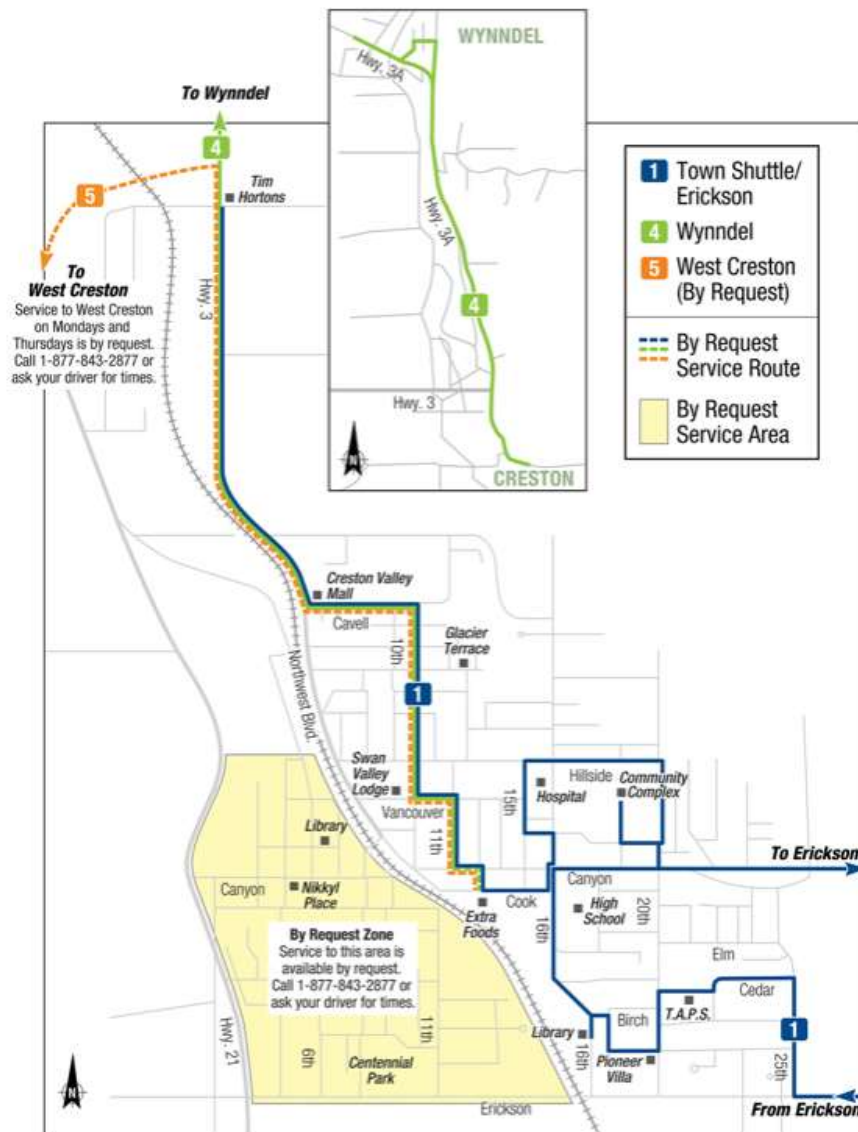 WYNNDEL
Hwy. 3A
Hwy. 3A
4
Hwy. 3
N
CRESTON
To Wynndel
4
5
Tim
Hortons
To
West Creston
Service to West Creston
on Mondays and
Thursdays is by request.
Call 1-877-843-2877 or
ask your driver for times.
Hwy. 3
1 Town Shuttle/
Erickson
4 Wynndel
5 West Creston
(By Request)
By Request
Service Route
By Request
Service Area
Creston Valley
Mall
Cavell
10th
Glacier
Terrace
Northwest Blvd.
1
Swan
Valley
Lodge
Vancouver
11th
15th
Hospital
Hillside
Community
Complex
Library
To Erickson
Canyon
Nikkyl
Place
Extra
Foods
Cook
Canyon
16th
High
School
20th
Elm
By Request Zone
Service to this area is
available by request.
Call 1-877-843-2877 or
ask your driver for times.
Hwy. 21
6th
11th
Centennial
Park
Erickson
Library
16th
Birch
Pioneer
Villa
T.A.P.S.
Cedar
1
25th
From Erickson
N